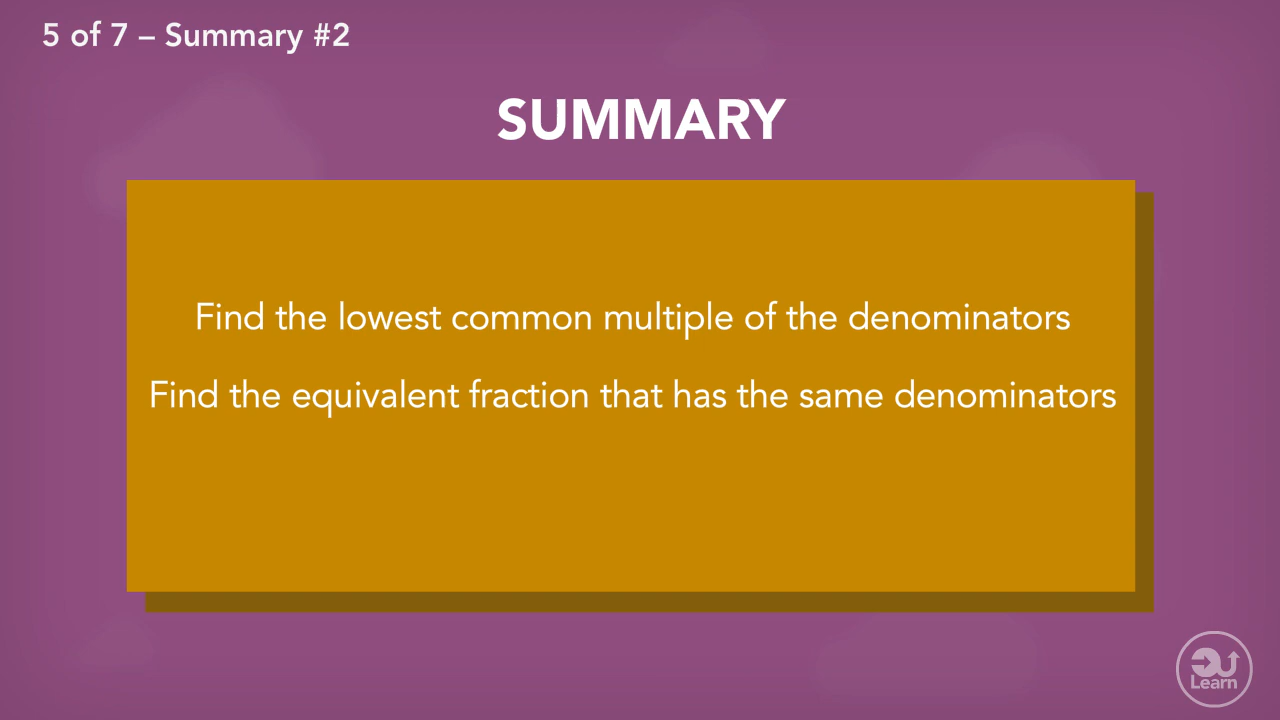 5 of 7 – Summary #2
SUMMARY
Find the lowest common multiple of the denominators
Find the equivalent fraction that has the same denominators
Learn